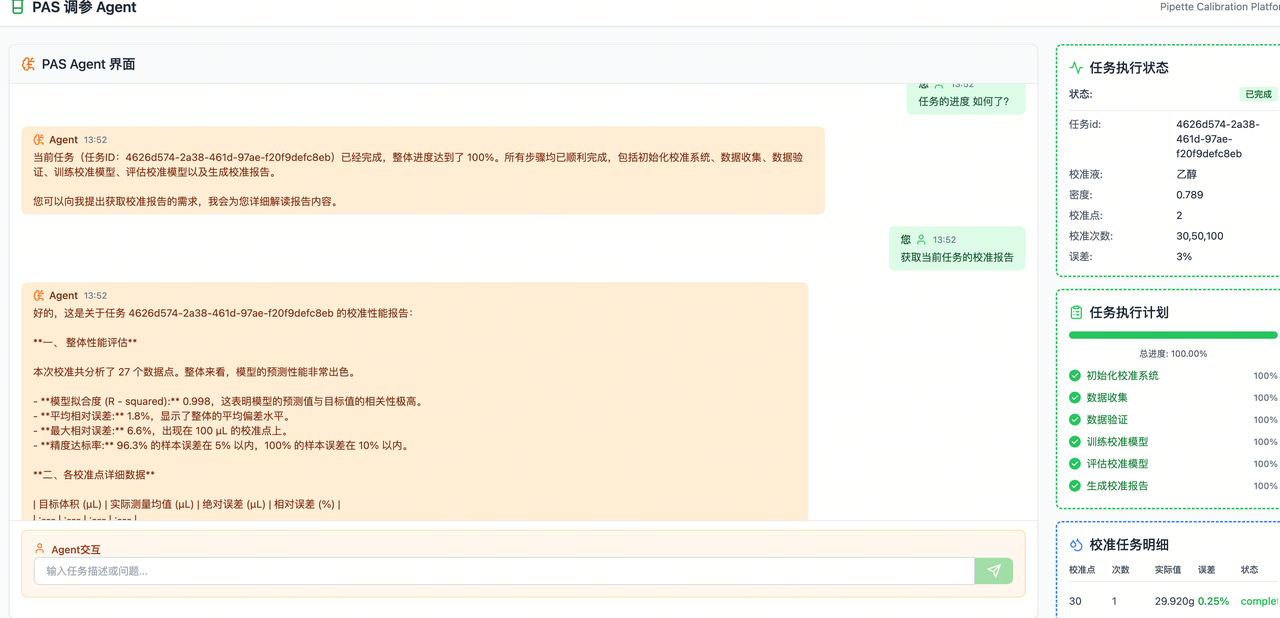 PAS 调参 Agent
Pipette Calibration Platfor
PAS Agent 界面
您 13:52
任务的进度 如何了?
Agent 13:52
当前任务（任务ID：4626d574-2a38-461d-97ae-f20f9defc8eb）已经完成，整体进度达到了 100%。所有步骤均已顺利完成，包括初始化校准系统、数据收集、数据验
证、训练校准模型、评估校准模型以及生成校准报告。
您可以向我提出获取校准报告的需求，我会为您详细解读报告内容。
您 13:52
获取当前任务的校准报告
Agent 13:52
好的，这是关于任务 4626d574-2a38-461d-97ae-f20f9defc8eb 的校准性能报告：
**一、 整体性能评估**
本次校准共分析了 27 个数据点。整体来看，模型的预测性能非常出色。
- **模型拟合度 (R - squared):** 0.998，这表明模型的预测值与目标值的相关性极高。
- **平均相对误差:** 1.8%，显示了整体的平均偏差水平。
- **最大相对误差:** 6.6%，出现在 100 μL 的校准点上。
- **精度达标率:** 96.3% 的样本误差在 5% 以内，100% 的样本误差在 10% 以内。
**二、各校准点详细数据**
| 目标体积 (μL) | 实际测量均值 (μL) | 绝对误差 (μL) | 相对误差 (%) |
| :--- | :--- | :--- | :--- |
Agent交互
输入任务描述或问题...
任务执行状态
状态: 已完成
任务id: 4626d574-2a38-
461d-97ae-
f20f9defc8eb
校准液: 乙醇
密度: 0.789
校准点: 2
校准次数: 30,50,100
误差: 3%
任务执行计划
总进度: 100.00%
初始化校准系统 100%
数据收集 100%
数据验证 100%
训练校准模型 100%
评估校准模型 100%
生成校准报告 100%
校准任务明细
校准点 次数 实际值 误差 状态
30 1 29.920g 0.25% complet